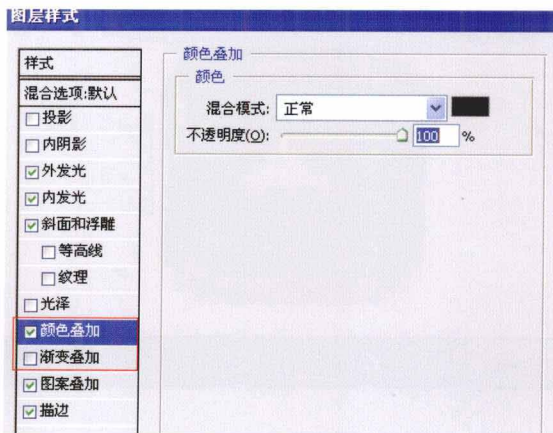 图层样式
样式
混合选项:默认
投影
内阴影
外发光
内发光
斜面和浮雕
等高线
纹理
光泽
颜色叠加
渐变叠加
图案叠加
描边
颜色叠加
颜色
混合模式: 正常
不透明度(O): 100 %